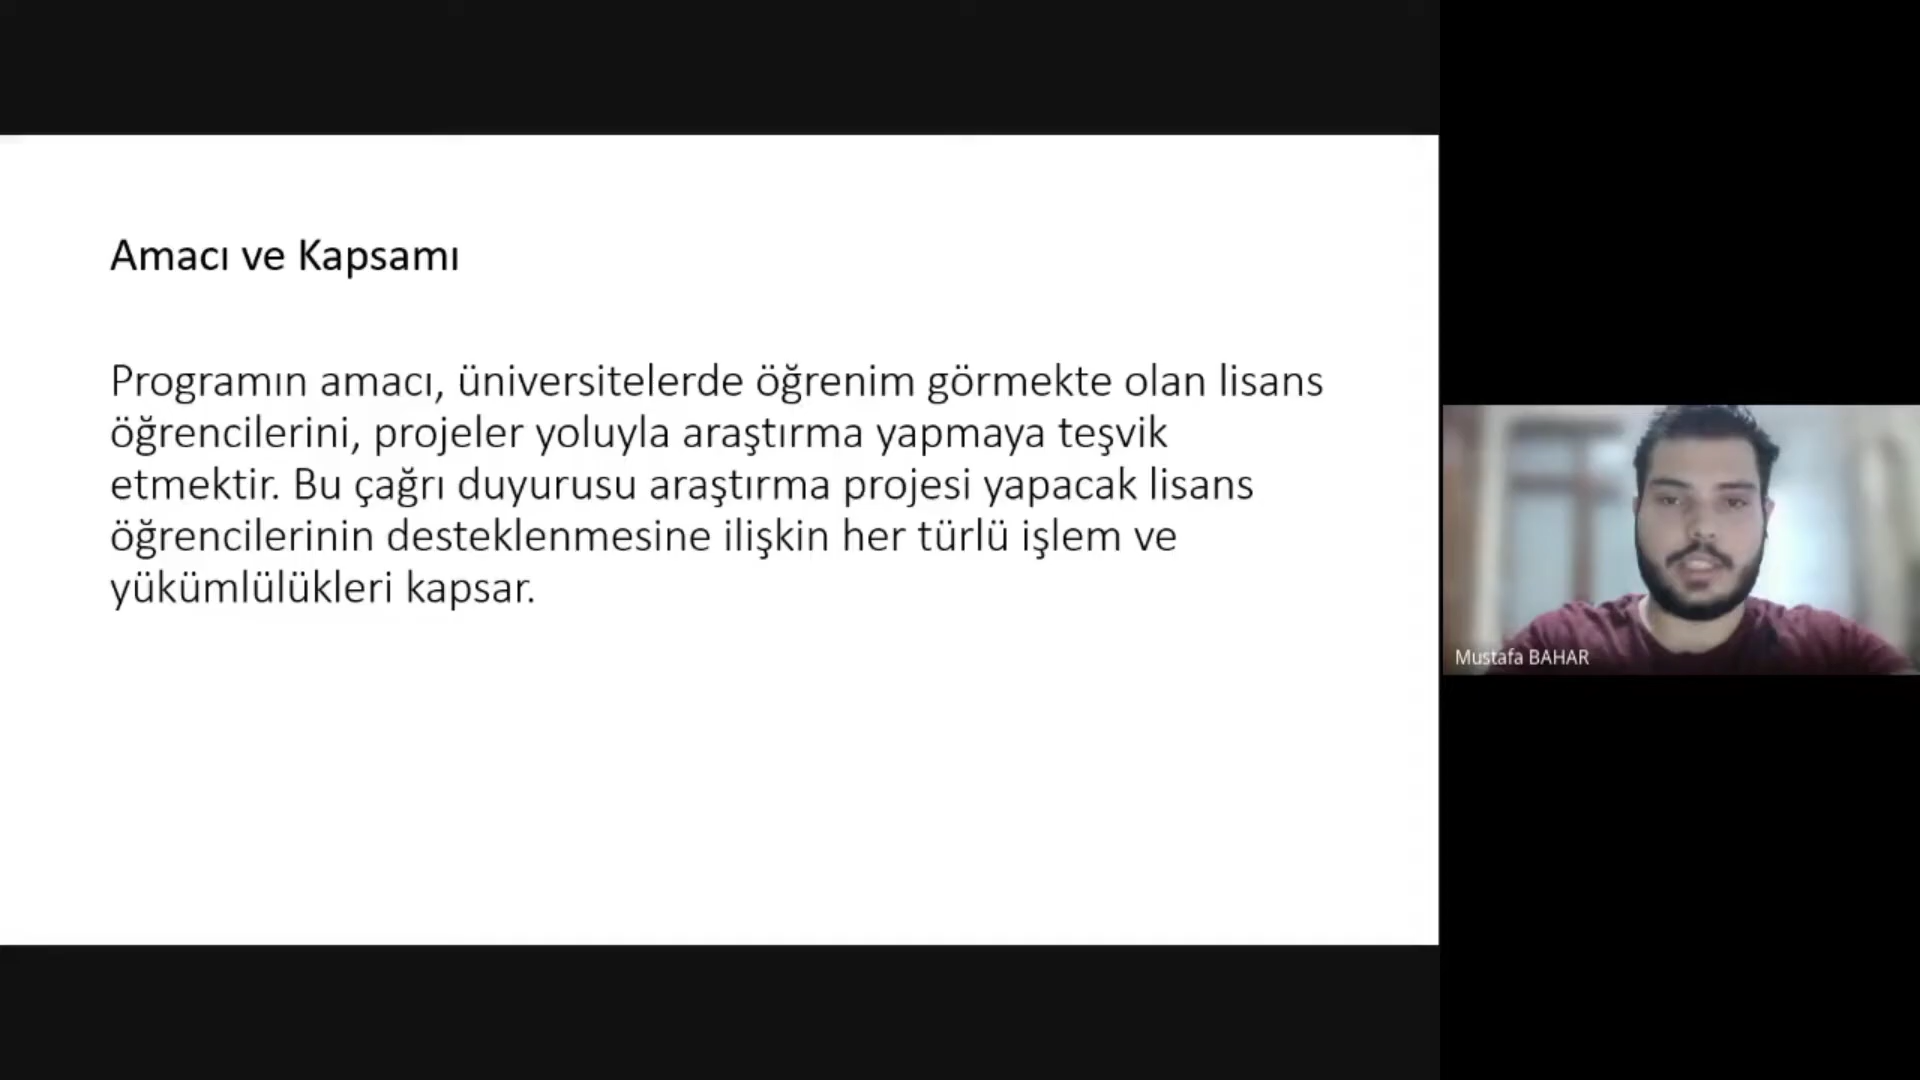 Amacı ve Kapsamı
Programın amacı, üniversitelerde öğrenim görmekte olan lisans
öğrencilerini, projeler yoluyla araştırma yapmaya teşvik
etmektir. Bu çağrı duyurusu araştırma projesi yapacak lisans
öğrencilerinin desteklenmesine ilişkin her türlü işlem ve
yükümlülükleri kapsar.
Mustafa BAHAR